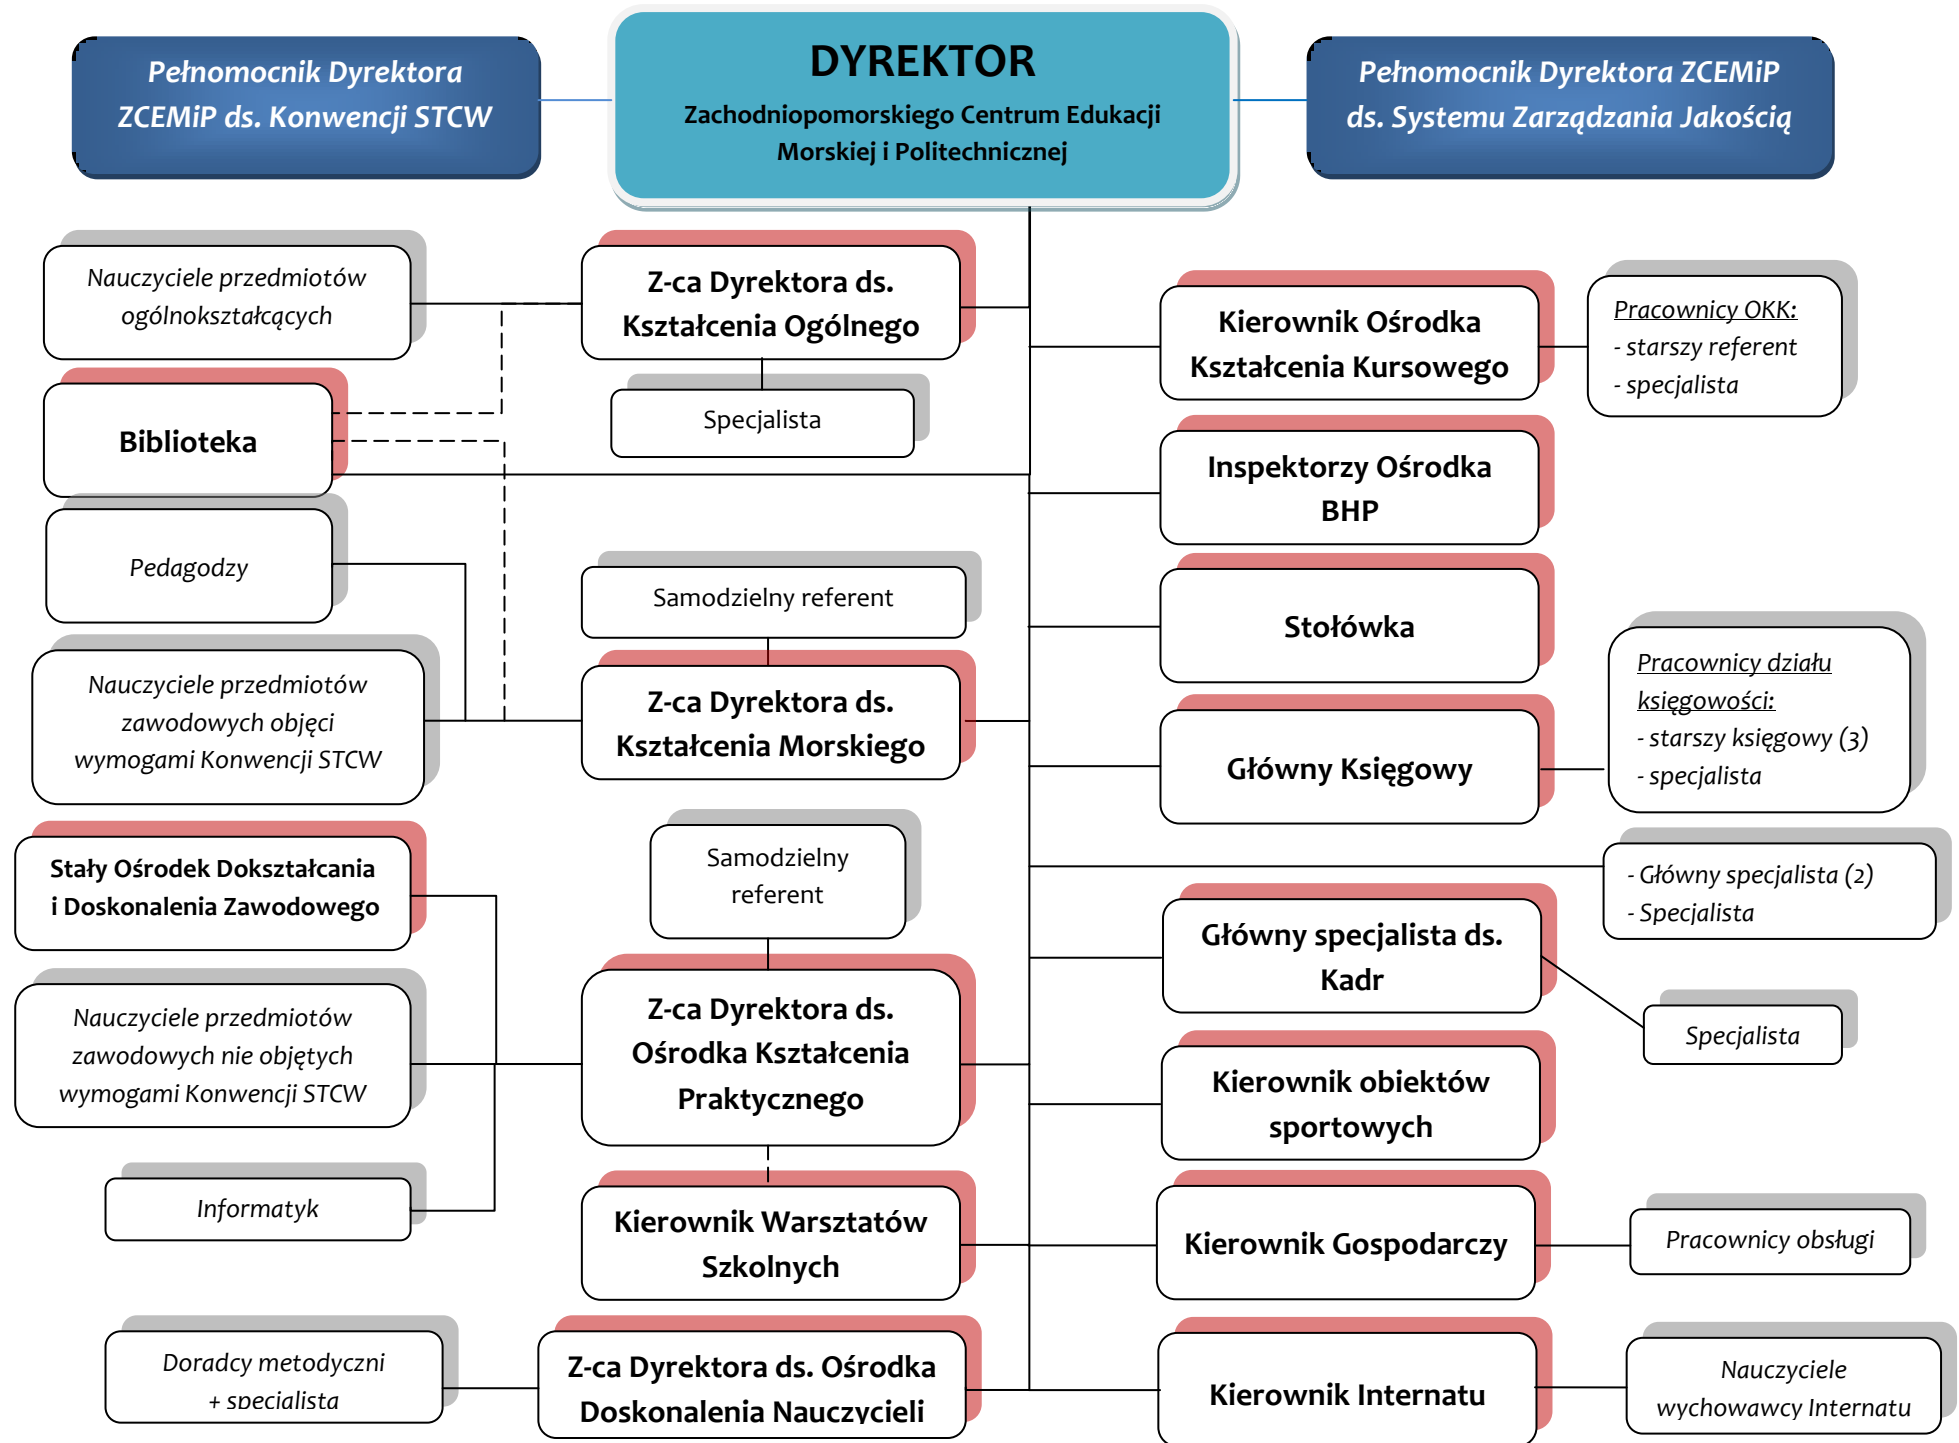 Pełnomocnik Dyrektora
ZCEMiP ds. Konwencji STCW
DYREKTOR
Zachodniopomorskiego Centrum Edukacji
Morskiej i Politechnicznej
Pełnomocnik Dyrektora ZCEMiP
ds. Systemu Zarządzania Jakością
Nauczyciele przedmiotów
ogólnokształcących
Z-ca Dyrektora ds.
Kształcenia Ogólnego
Specjalista
Biblioteka
Pedagodzy
Samodzielny referent
Nauczyciele przedmiotów
zawodowych objęci
wymogami Konwencji STCW
Z-ca Dyrektora ds.
Kształcenia Morskiego
Stały Ośrodek Dokształcania
i Doskonalenia Zawodowego
Samodzielny
referent
Nauczyciele przedmiotów
zawodowych nie objętych
wymogami Konwencji STCW
Z-ca Dyrektora ds.
Ośrodka Kształcenia
Praktycznego
Informatyk
Kierownik Warsztatów
Szkolnych
Doradcy metodyczni
+ specialista
Z-ca Dyrektora ds. Ośrodka
Doskonalenia Nauczycieli
Kierownik Ośrodka
Kształcenia Kursowego
Pracownicy OKK:
- starszy referent
- specjalista
Inspektorzy Ośrodka
BHP
Stołówka
Główny Księgowy
Pracownicy działu
księgowości:
- starszy księgowy (3)
- specjalista
- Główny specjalista (2)
- Specjalista
Główny specjalista ds.
Kadr
Specjalista
Kierownik obiektów
sportowych
Kierownik Gospodarczy
Pracownicy obsługi
Kierownik Internatu
Nauczyciele
wychowawcy Internatu